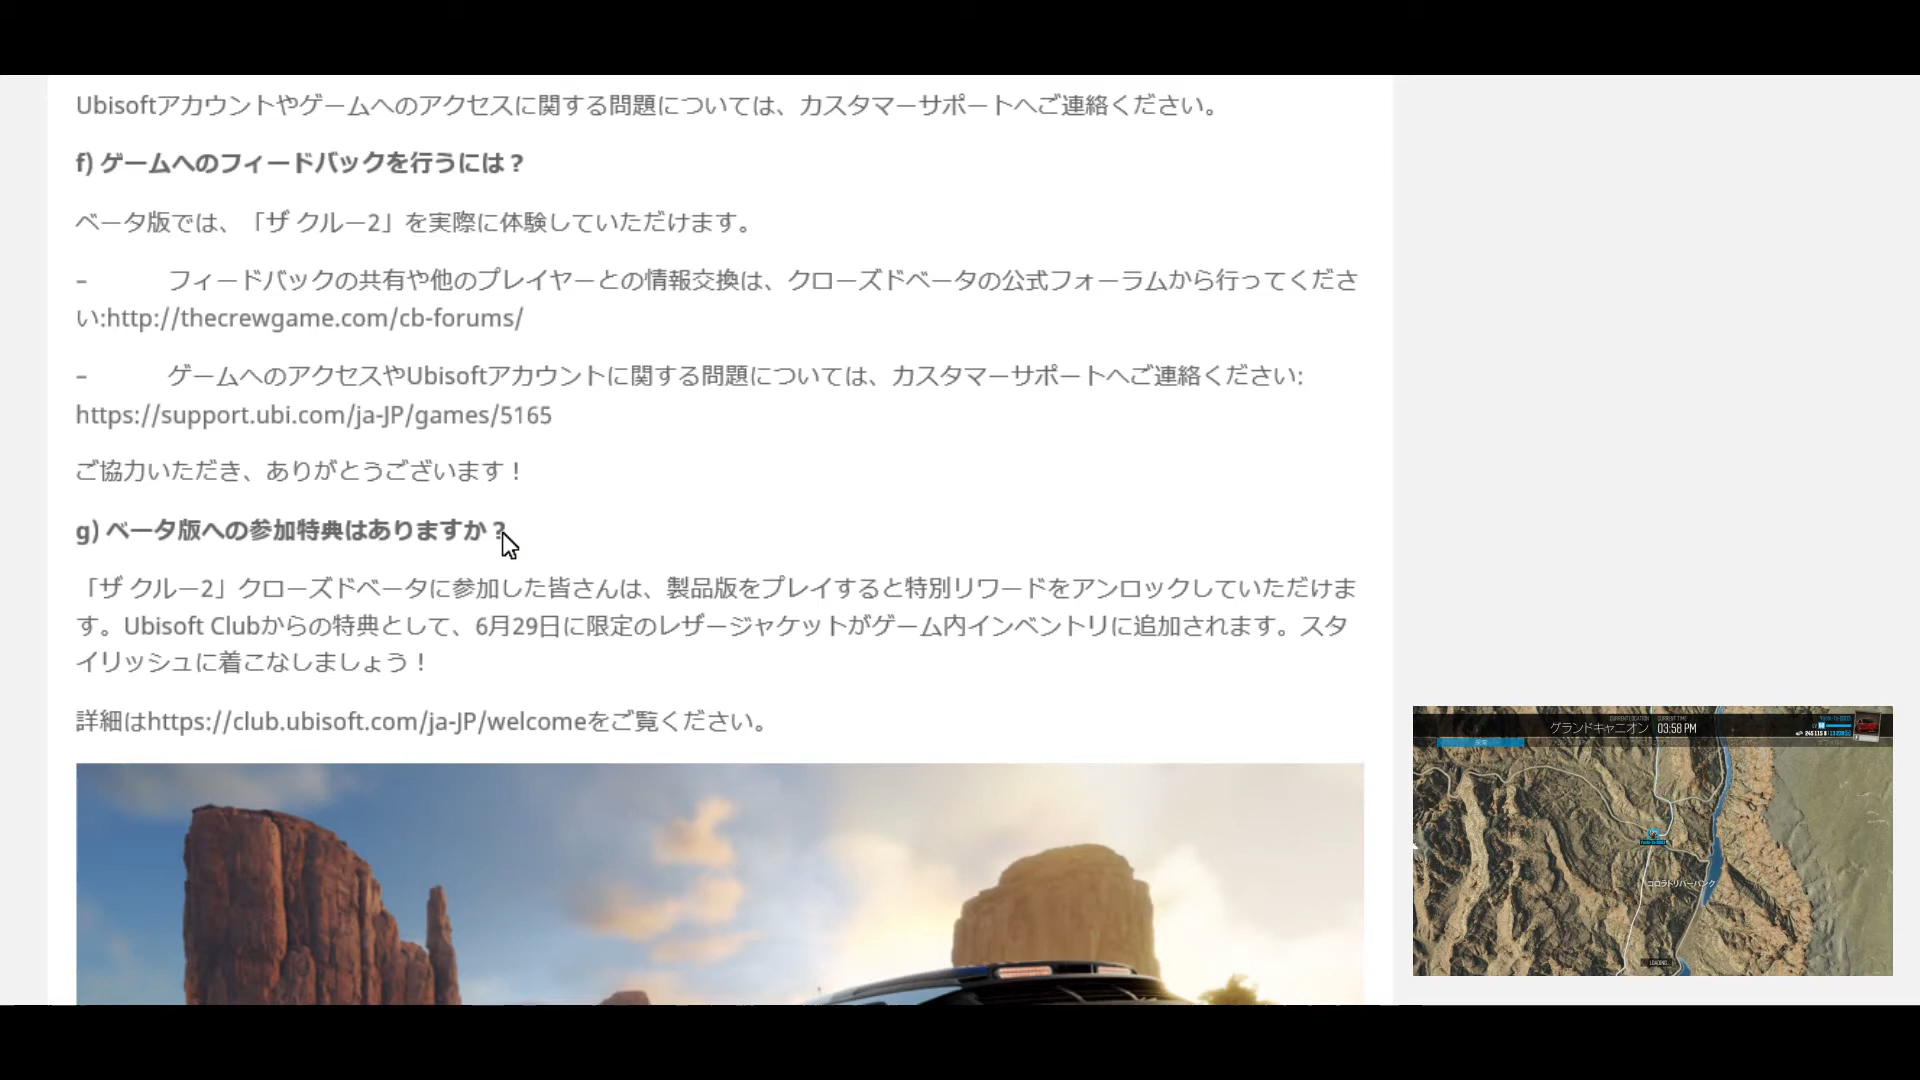 Ubisoftアカウントやゲームへのアクセスに関する問題については、カスタマーサポートへご連絡ください。
f) ゲームへのフィードバックを行うには？
ベータ版では、「ザ クルー2」を実際に体験していただけます。
–　　フィードバックの共有や他のプレイヤーとの情報交換は、クローズドベータの公式フォーラムから行ってくださ
い:http://thecrewgame.com/cb-forums/
–　　ゲームへのアクセスやUbisoftアカウントに関する問題については、カスタマーサポートへご連絡ください:
https://support.ubi.com/ja-JP/games/5165
ご協力いただき、ありがとうございます！
g) ベータ版への参加特典はありますか？
「ザ クルー2」クローズドベータに参加した皆さんは、製品版をプレイすると特別リワードをアンロックしていただけま
す。Ubisoft Clubからの特典として、6月29日に限定のレザージャケットがゲーム内インベントリに追加されます。スタ
イリッシュに着こなしましょう！
詳細はhttps://club.ubisoft.com/ja-JP/welcomeをご覧ください。
CURRENT LOCATION CURRENT TIME
グランドキャニオン 03:58 PM
コロラドリバーバンク
LOADING